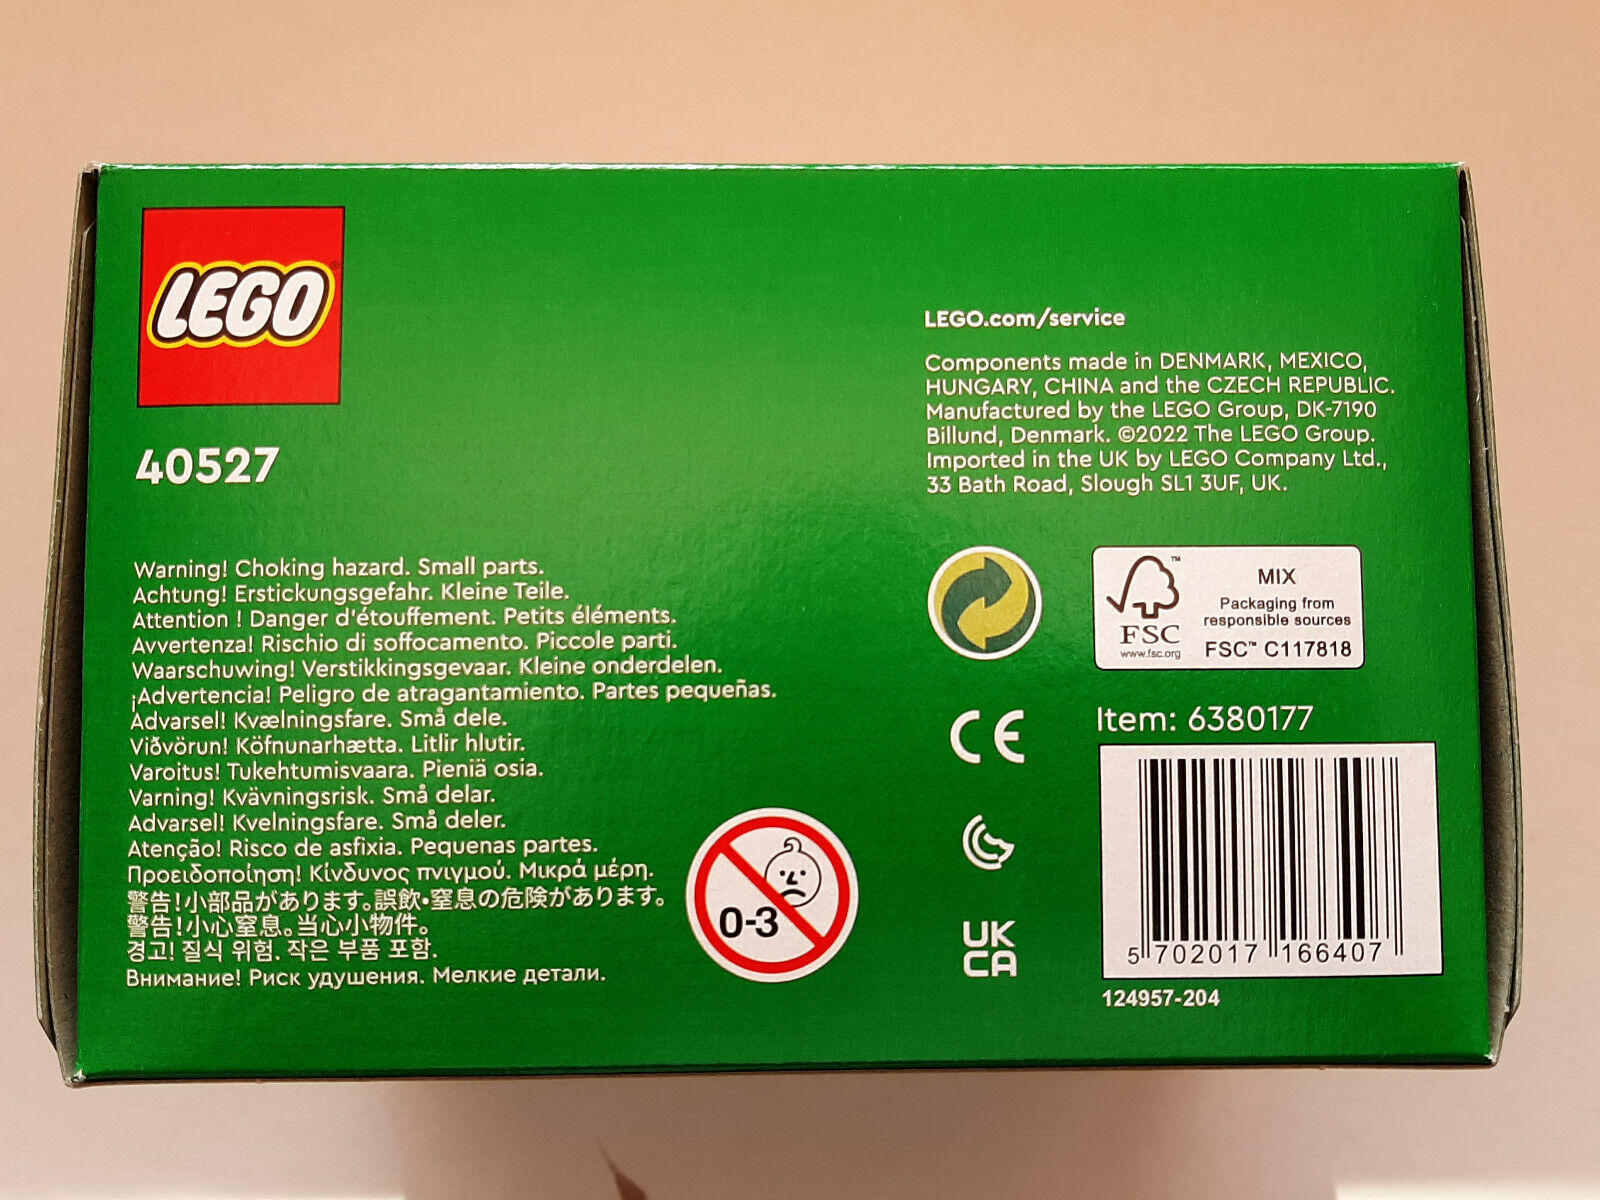 LEGO
40527
Warning! Choking hazard. Small parts.
Achtung! Erstickungsgefahr. Kleine Teile.
Attention ! Danger d'étouffement. Petits éléments.
Avvertenza! Rischio di soffocamento. Piccole parti.
Waarschuwing! Verstikkingsgevaar. Kleine onderdelen.
¡Advertencia! Peligro de atragantamiento. Partes pequeñas.
Advarsel! Kvælningsfare. Små dele.
Viðvörun! Köfnunarhætta. Litlir hlutir.
Varoitus! Tukehtumisvaara. Pieniä osia.
Varning! Kvävningsrisk. Små delar.
Advarsel! Kvelningsfare. Små deler.
Atenção! Risco de asfixia. Pequenas partes.
Προειδοποίηση! Κίνδυνος πνιγμού. Μικρά μέρη.
警告!小部品があります。誤飲・窒息の危険があります。
警告!小心窒息。当心小物件。
경고! 질식 위험. 작은 부품 포함.
Внимание! Риск удушения. Мелкие детали.
0-3
LEGO.com/service
Components made in DENMARK, MEXICO,
HUNGARY, CHINA and the CZECH REPUBLIC.
Manufactured by the LEGO Group, DK-7190
Billund, Denmark. ©2022 The LEGO Group.
Imported in the UK by LEGO Company Ltd.,
33 Bath Road, Slough SL1 3UF, UK.
FSC
www.fsc.org
™
MIX
Packaging from
responsible sources
FSC™ C117818
CE
UK
CA
Item: 6380177
5 702017 166407
124957-204